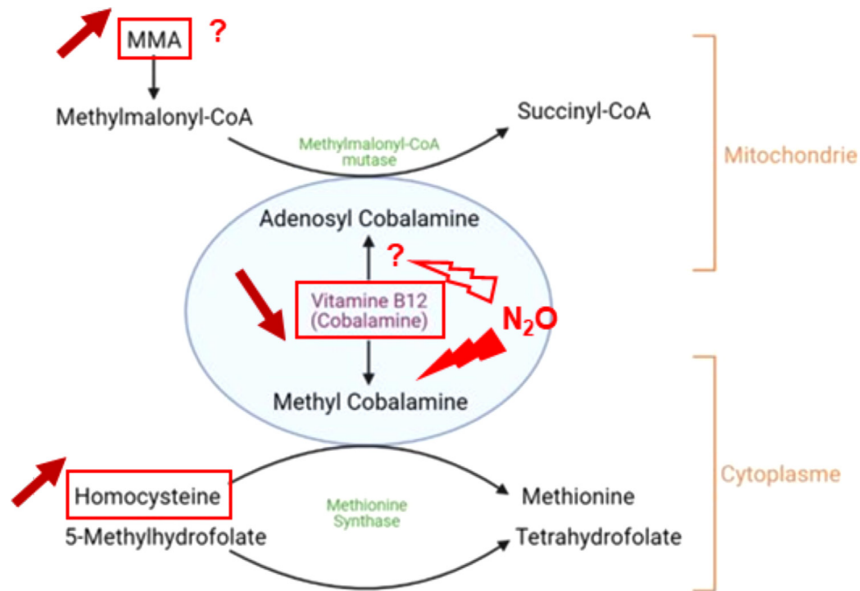 MMA ?
Methylmalonyl-CoA
Succinyl-CoA
Methylmalonyl-CoA
mutase
Mitochondrie
Adenosyl Cobalamine
?
Vitamine B12
(Cobalamine)
N₂O
Methyl Cobalamine
Cytoplasme
Homocysteine
Methionine
Methionine
Synthase
5-Methylhydrofolate
Tetrahydrofolate